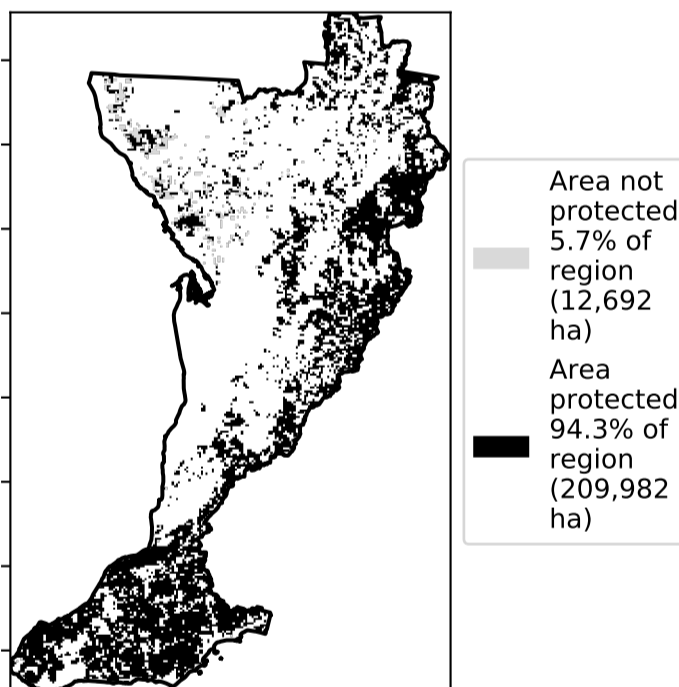 Area not
protected
5.7% of
region
(12,692
ha)
Area
protected
94.3% of
region
(209,982
ha)